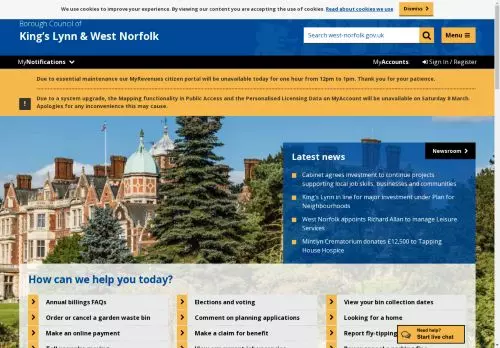 We use cookies to improve your experience. By viewing our content you are accepting the use of cookies. Read about cookies we use
Dismiss
Borough Council of
King's Lynn & West Norfolk
Search west-norfolk.gov.uk
Menu
MyNotifications
MyAccounts
Sign In / Register
Due to essential maintenance our MyRevenues citizen portal will be unavailable today for one hour from 12pm to 1pm. Thank you for your patience.
Due to a system upgrade, the Mapping functionality in Public Access and the Personalised Licensing Data on MyAccount will be unavailable on Saturday 8 March
Apologies for any inconvenience this may cause.
Newsroom
Latest news
Cabinet agrees investment to continue projects
supporting local job skills, businesses and communities
King's Lynn in line for major investment under Plan for
Neighbourhoods
West Norfolk appoints Richard Allan to manage Leisure
Services
Mintlyn Crematorium donates £12,500 to Tapping
House Hospice
How can we help you today?
Annual billings FAQs
Elections and voting
View your bin collection dates
Order or cancel a garden waste bin
Comment on planning applications
Looking for a home
Make an online payment
Make a claim for benefit
Report fly-tipping
Need help?
Start live chat